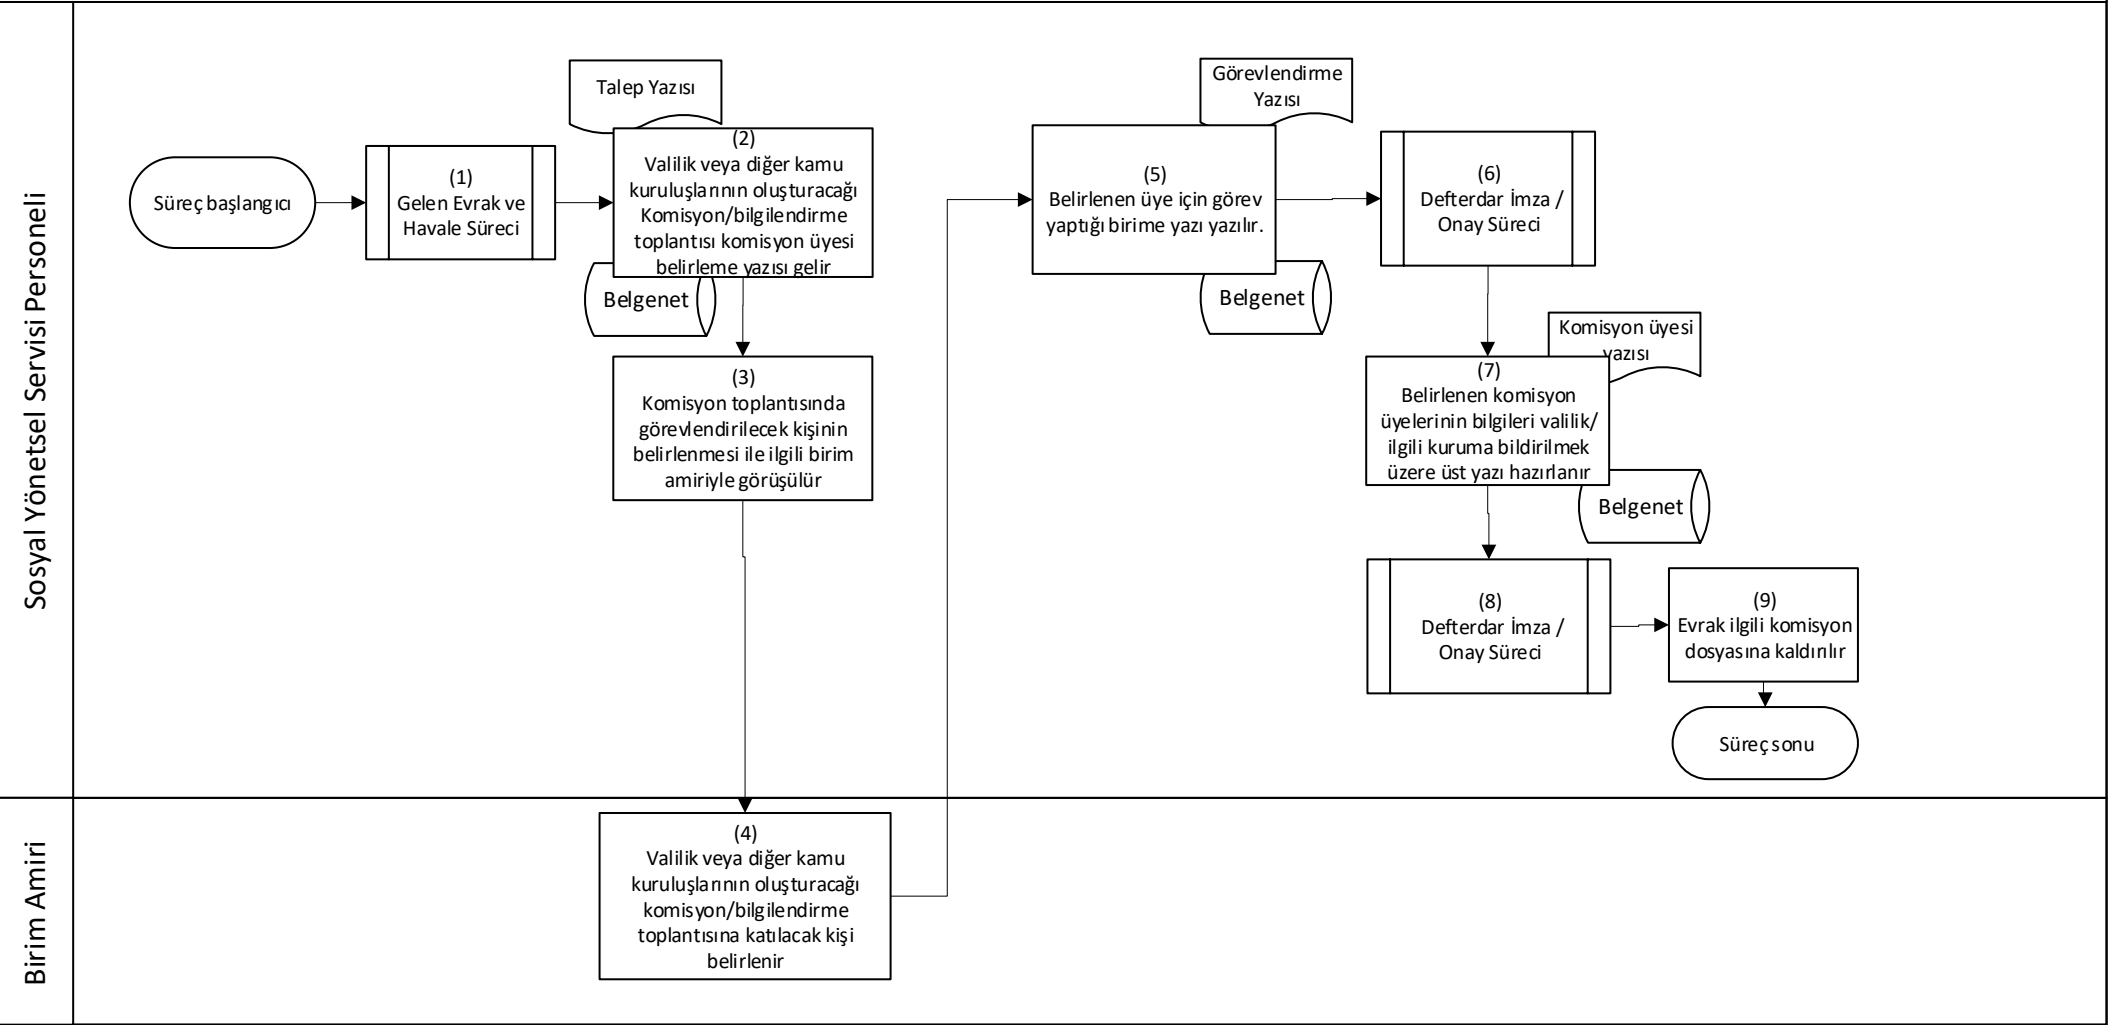 Sosyal Yönetsel Servisi Personeli
Süreç başlangıcı
(1)
Gelen Evrak ve
Havale Süreci
Talep Yazısı
(2)
Valilik veya diğer kamu
kuruluşlarının oluşturacağı
Komisyon/bilgilendirme
toplantısı komisyon üyesi
belirleme yazısı gelir
Belgenet
(3)
Komisyon toplantısında
görevlendirilecek kişinin
belirlenmesi ile ilgili birim
amiriyle görüşülür
Görevlendirme
Yazısı
(5)
Belirlenen üye için görev
yaptığı birime yazı yazılır.
Belgenet
(6)
Defterdar İmza /
Onay Süreci
Komisyon üyesi
yazısı
(7)
Belirlenen komisyon
üyelerinin bilgileri valilik/
ilgili kuruma bildirilmek
üzere üst yazı hazırlanır
Belgenet
(8)
Defterdar İmza /
Onay Süreci
(9)
Evrak ilgili komisyon
dosyasına kaldırılır
Süreç sonu
Birim Amiri
(4)
Valilik veya diğer kamu
kuruluşlarının oluşturacağı
komisyon/bilgilendirme
toplantısına katılacak kişi
belirlenir